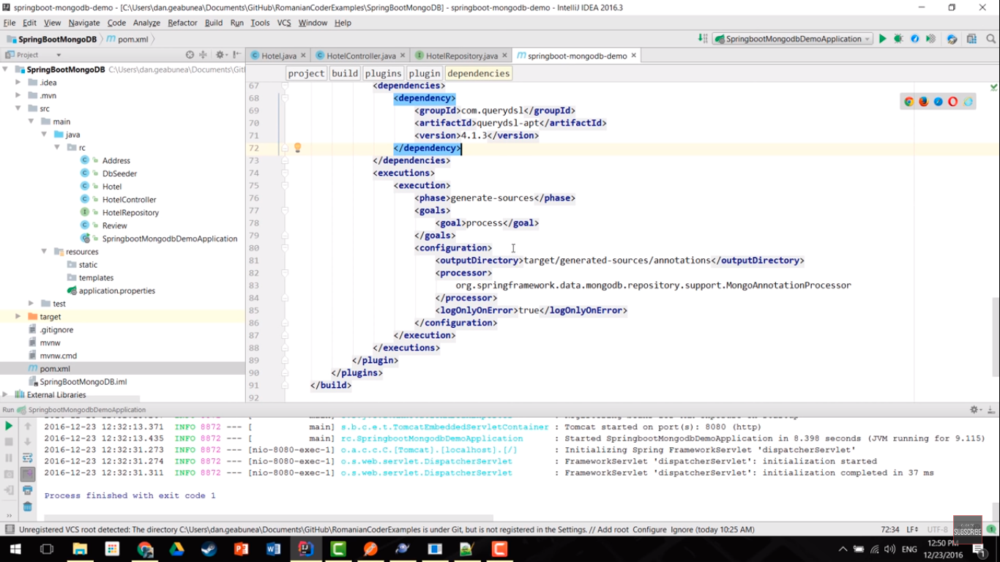 springboot-mongodb-demo - [C:\Users\dan.geabunea\Documents\GitHub\RomanianCoderExamples\SpringBootMongoDB] - springboot-mongodb-demo - IntelliJ IDEA 2016.3
File Edit View Navigate Code Analyze Refactor Build Run Tools VCS Window Help
SpringBootMongoDB pom.xml SpringbootMongodbDemoApplication
Project Hotel.java HotelController.java HotelRepository.java springboot-mongodb-demo
SpringBootMongoDB C:\Users\dan.geabunea\Documents\Gitl
project build plugins plugin dependencies
.idea
.mvn
src
main
java
rc
Address
DbSeeder
Hotel
HotelController
HotelRepository
Review
SpringbootMongodbDemoApplication
resources
static
templates
application.properties
test
target
.gitignore
mvnw
mvnw.cmd
pom.xml
SpringBootMongoDB.iml
External Libraries
67 <dependencies>
68 <dependency>
69 <groupId>com.querydsl</groupId>
70 <artifactId>querydsl-apt</artifactId>
71 <version>4.1.3</version>
72 </dependency>
73 </dependencies>
74 <executions>
75 <execution>
76 <phase>generate-sources</phase>
77 <goals>
78 <goal>process</goal>
79 </goals>
80 <configuration>
81 <outputDirectory>target/generated-sources/annotations</outputDirectory>
82 <processor>
83 org.springframework.data.mongodb.repository.support.MongoAnnotationProcessor
84 </processor>
85 <logOnlyOnError>true</logOnlyOnError>
86 </configuration>
87 </execution>
88 </executions>
89 </plugin>
90 </plugins>
91 </build>
92
Run SpringbootMongodbDemoApplication
2016-12-23 12:32:13.371 INFO 8872 --- [ main] s.b.c.e.t.TomcatEmbeddedServletContainer : Tomcat started on port(s): 8080 (http)
2016-12-23 12:32:13.435 INFO 8872 --- [ main] rc.SpringbootMongodbDemoApplication : Started SpringbootMongodbDemoApplication in 8.398 seconds (JVM running for 9.115)
2016-12-23 12:32:31.273 INFO 8872 --- [nio-8080-exec-1] o.a.c.c.C.[Tomcat].[localhost].[/] : Initializing Spring FrameworkServlet 'dispatcherServlet'
2016-12-23 12:32:31.274 INFO 8872 --- [nio-8080-exec-1] o.s.web.servlet.DispatcherServlet : FrameworkServlet 'dispatcherServlet': initialization started
2016-12-23 12:32:31.311 INFO 8872 --- [nio-8080-exec-1] o.s.web.servlet.DispatcherServlet : FrameworkServlet 'dispatcherServlet': initialization completed in 37 ms
Process finished with exit code 1
Unregistered VCS root detected: The directory C:\Users\dan.geabunea\Documents\GitHub\RomanianCoderExamples is under Git, but is not registered in the Settings. // Add root Configure Ignore (today 10:25 AM) 72:34 LF÷ UTF-8
SUBSCRIBE
ENG
12:50 PM
12/23/2016